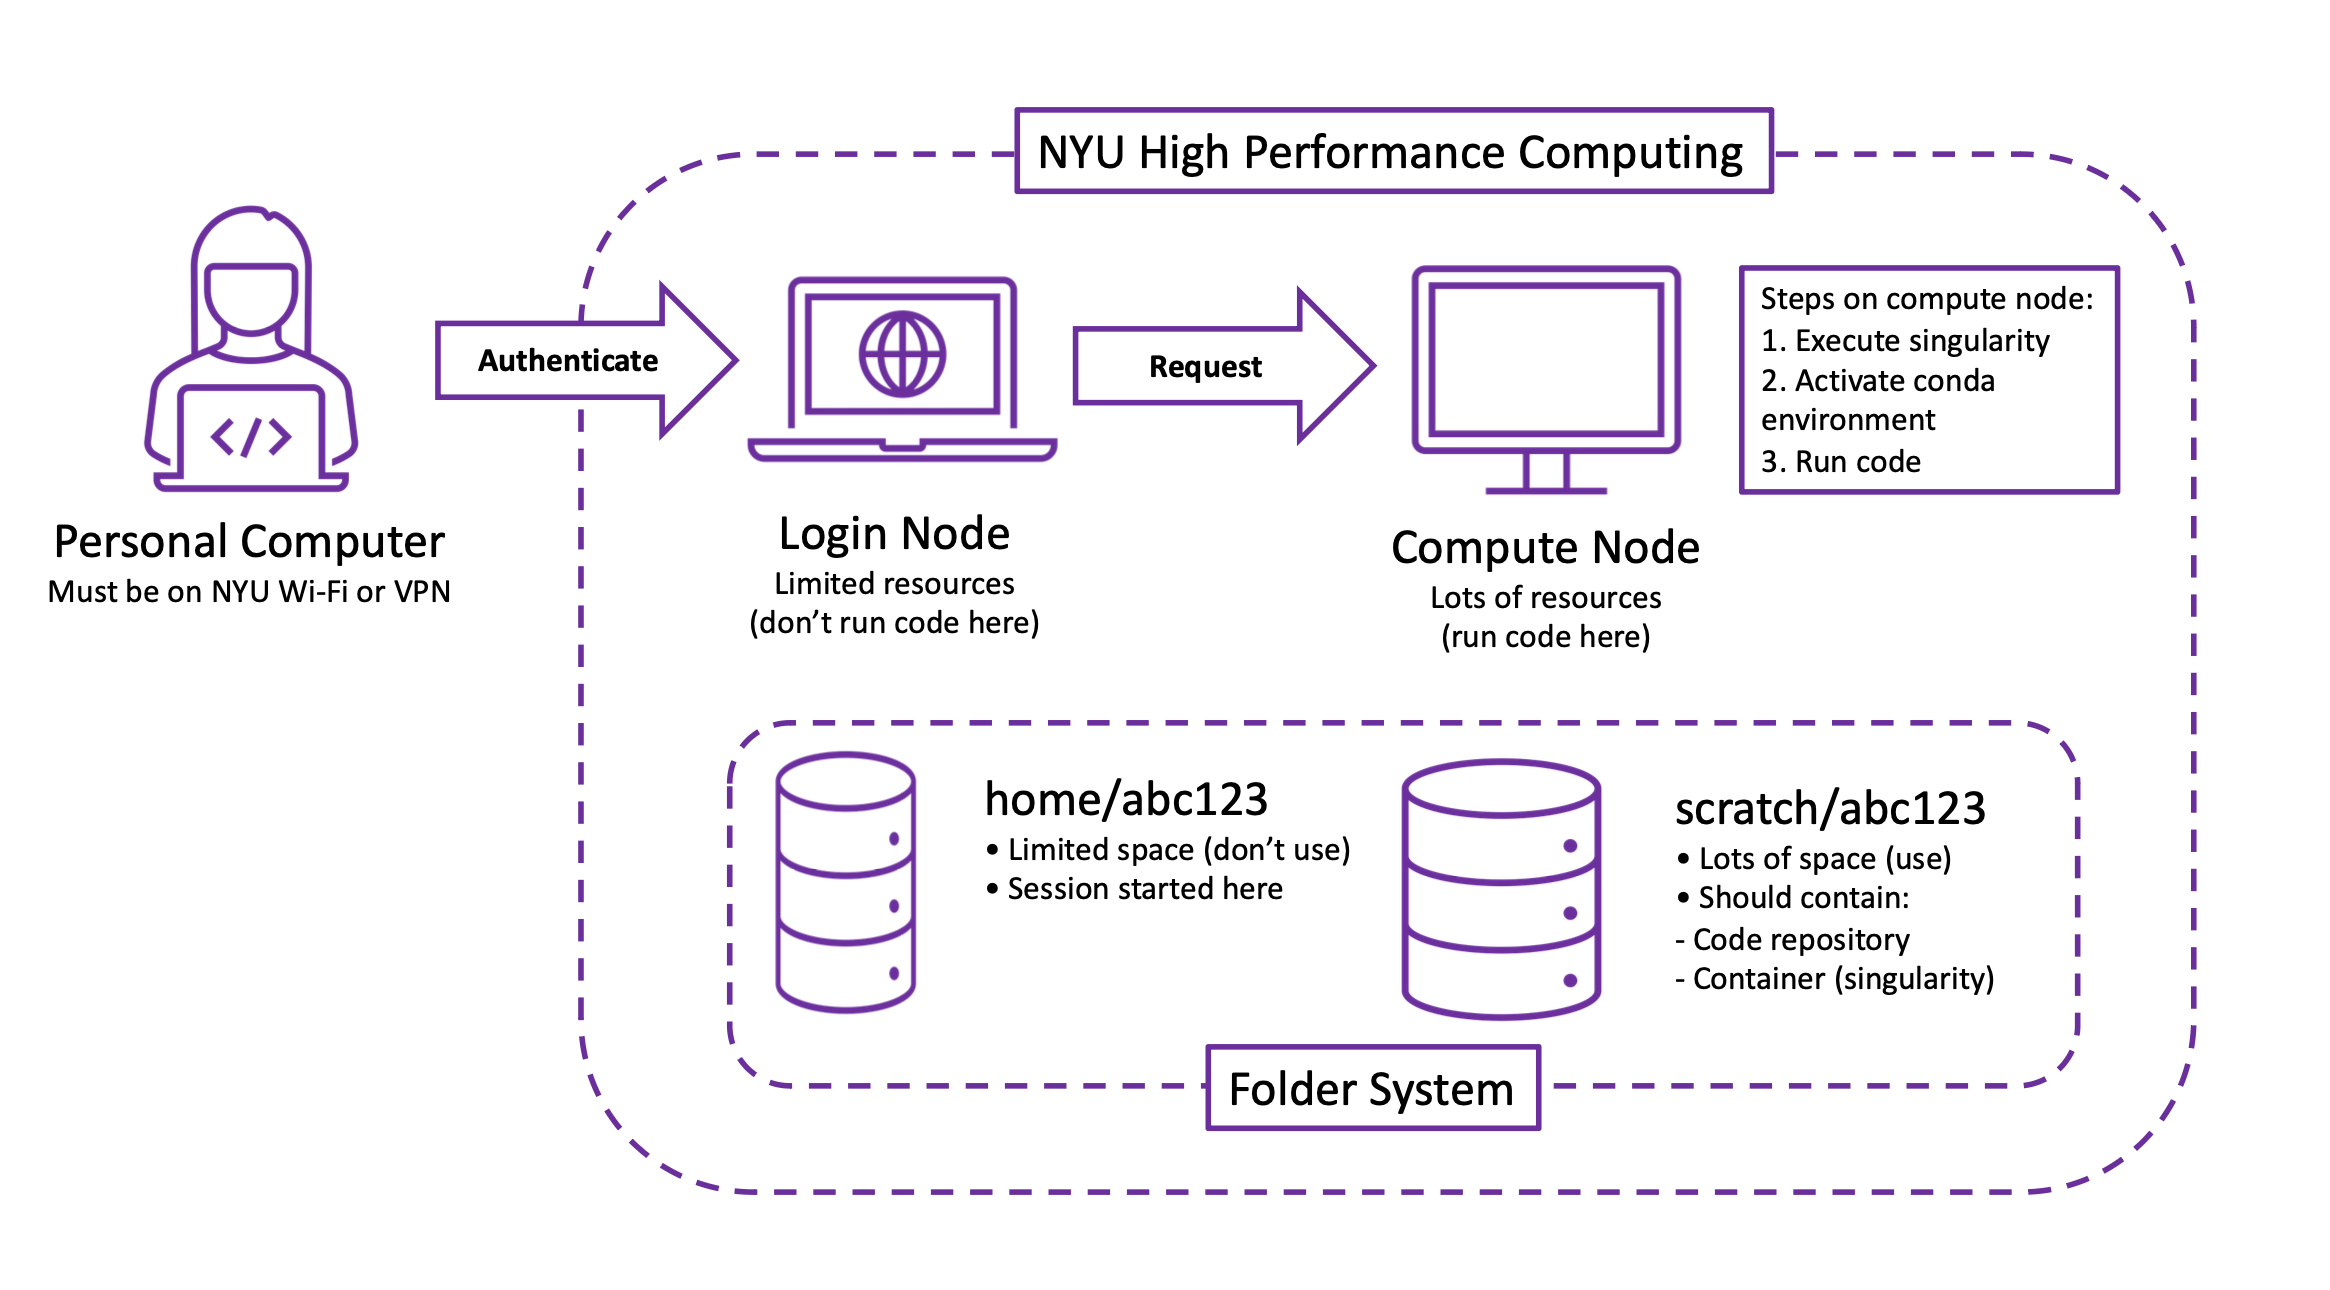 NYU High Performance Computing
Authenticate
Request
Steps on compute node:
1. Execute singularity
2. Activate conda
environment
3. Run code
Personal Computer
Must be on NYU Wi-Fi or VPN
Login Node
Limited resources
(don’t run code here)
Compute Node
Lots of resources
(run code here)
home/abc123
• Limited space (don’t use)
• Session started here
scratch/abc123
• Lots of space (use)
• Should contain:
- Code repository
- Container (singularity)
Folder System